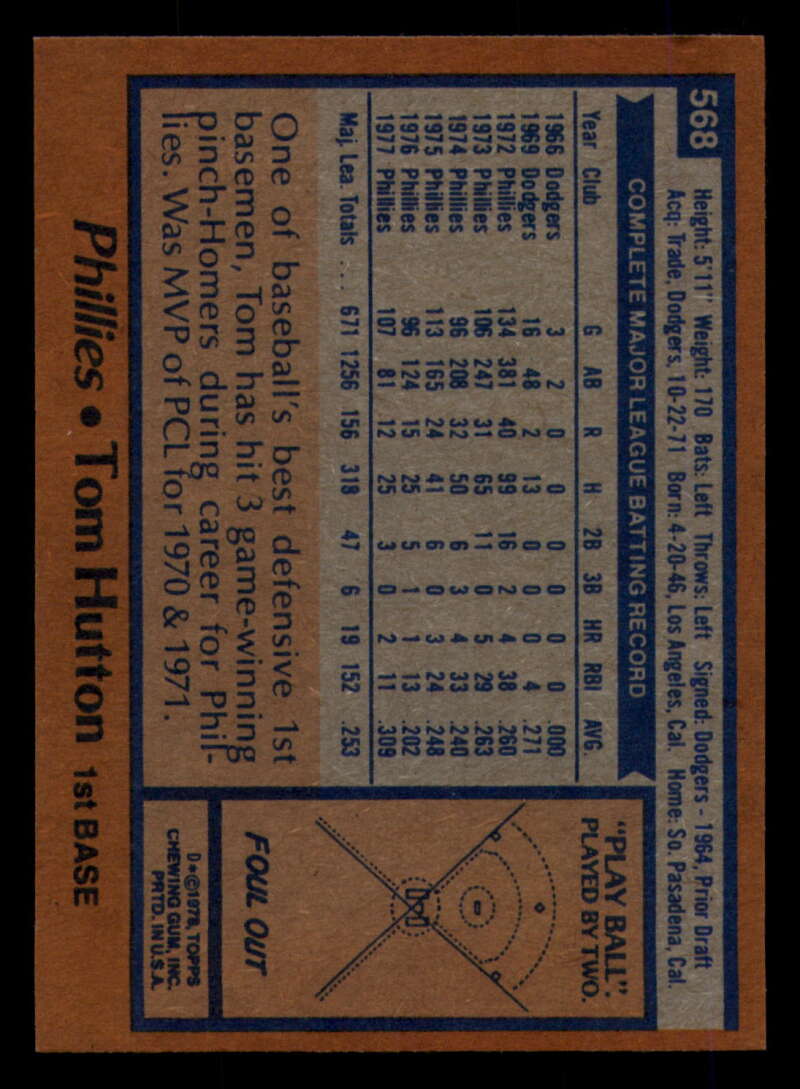 568
Height: 5'11" Weight: 170 Bats: Left Throws: Left Signed: Dodgers - 1964, Prior Draft
Acq: Trade, Dodgers, 10-22-71 Born: 4-20-46, Los Angeles, Cal. Home: So. Pasadena, Cal.
COMPLETE MAJOR LEAGUE BATTING RECORD
Year Club G AB R H 2B 3B HR RBI AVG.
1966 Dodgers 3 2 0 0 0 0 0 0 .000
1969 Dodgers 16 48 2 13 0 0 0 4 .271
1972 Phillies 134 381 40 99 16 2 4 38 .260
1973 Phillies 106 247 31 65 11 0 5 29 .263
1974 Phillies 96 208 32 50 6 3 4 33 .240
1975 Phillies 113 165 24 41 6 0 3 24 .248
1976 Phillies 96 124 15 25 5 1 1 13 .202
1977 Phillies 107 81 12 25 3 0 2 11 .309
Maj. Lea. Totals ... 671 1256 156 318 47 6 19 152 .253
One of baseball's best defensive 1st
basemen, Tom has hit 3 game-winning
pinch-Homers during career for Phil-
lies. Was MVP of PCL for 1970 & 1971.
"PLAY BALL".
PLAYED BY TWO.
FOUL OUT
D*©1978, TOPPS
CHEWING GUM, INC.
PRTD. IN U.S.A.
Phillies • Tom Hutton 1st BASE